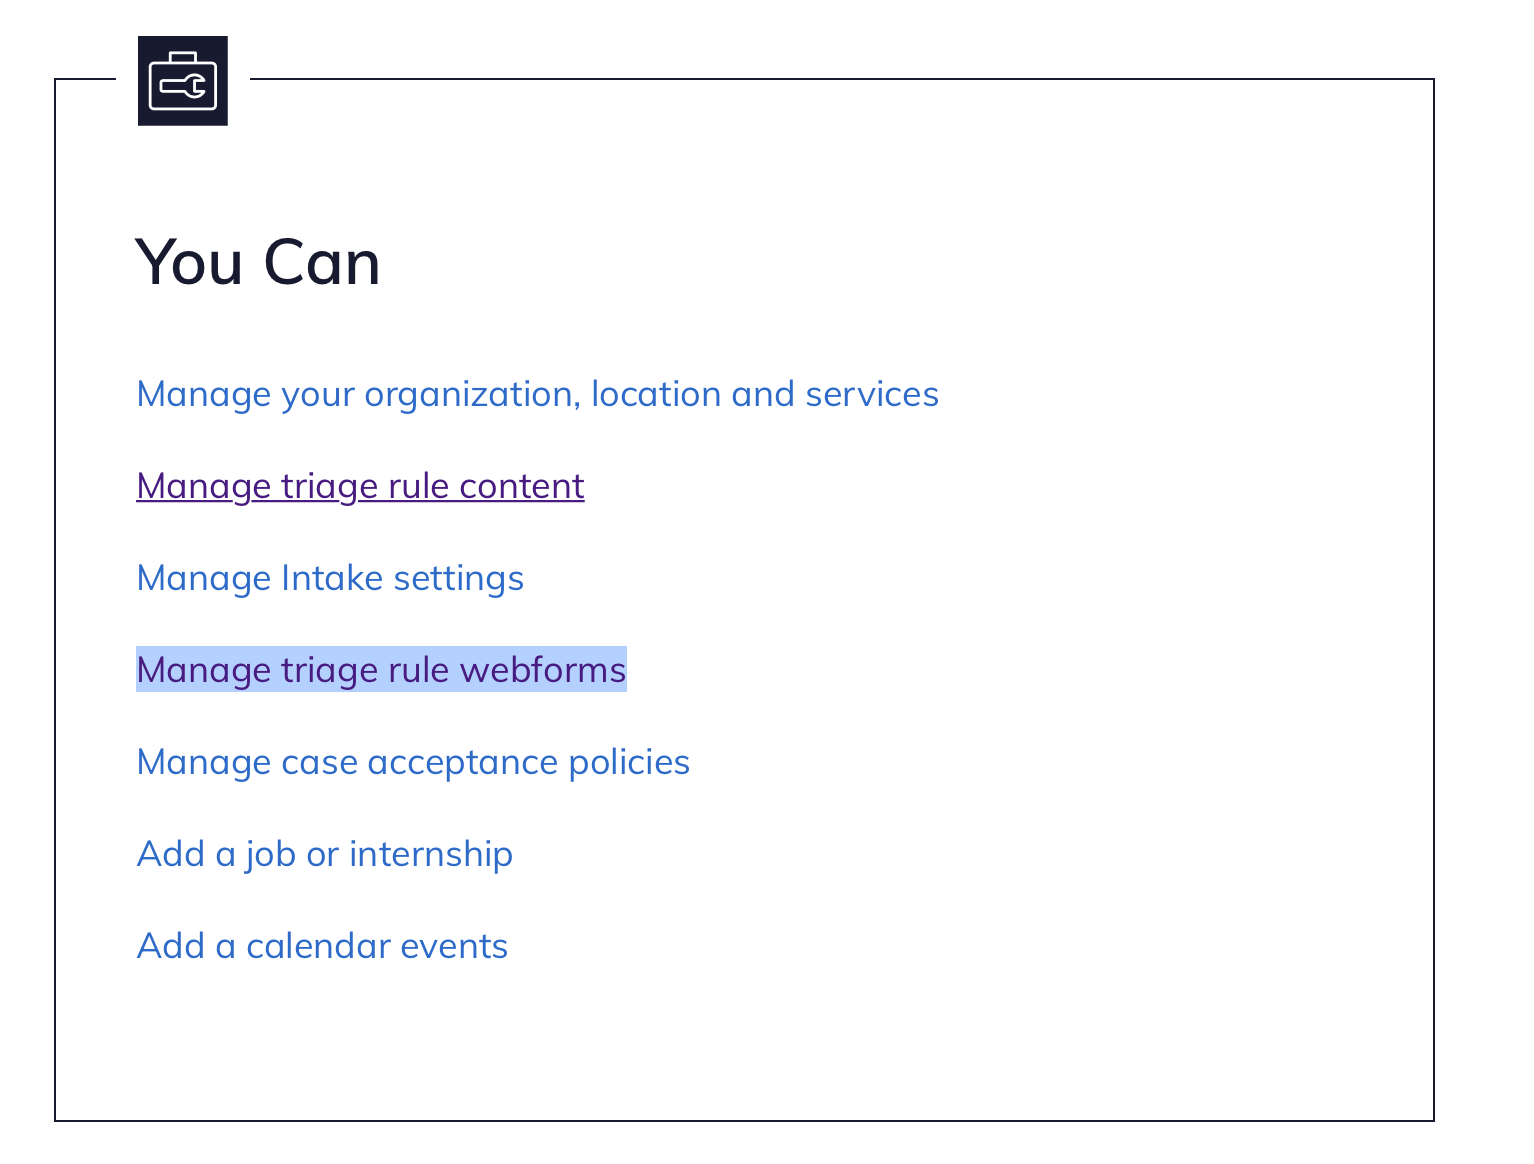 You Can
Manage your organization, location and services
Manage triage rule content
Manage Intake settings
Manage triage rule webforms
Manage case acceptance policies
Add a job or internship
Add a calendar events